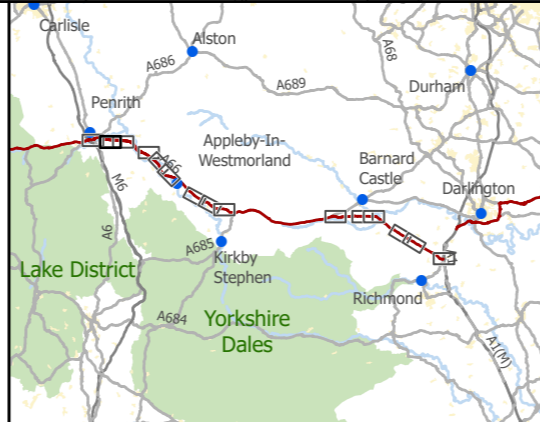 Carlisle
Alston
A686
A68
A689
Durham
Penrith
Appleby-In-
Westmorland
A66
Barnard
Castle
Darlington
M6
A6
A685
Kirkby
Stephen
Lake District
Richmond
A684
Yorkshire
Dales
A1(M)